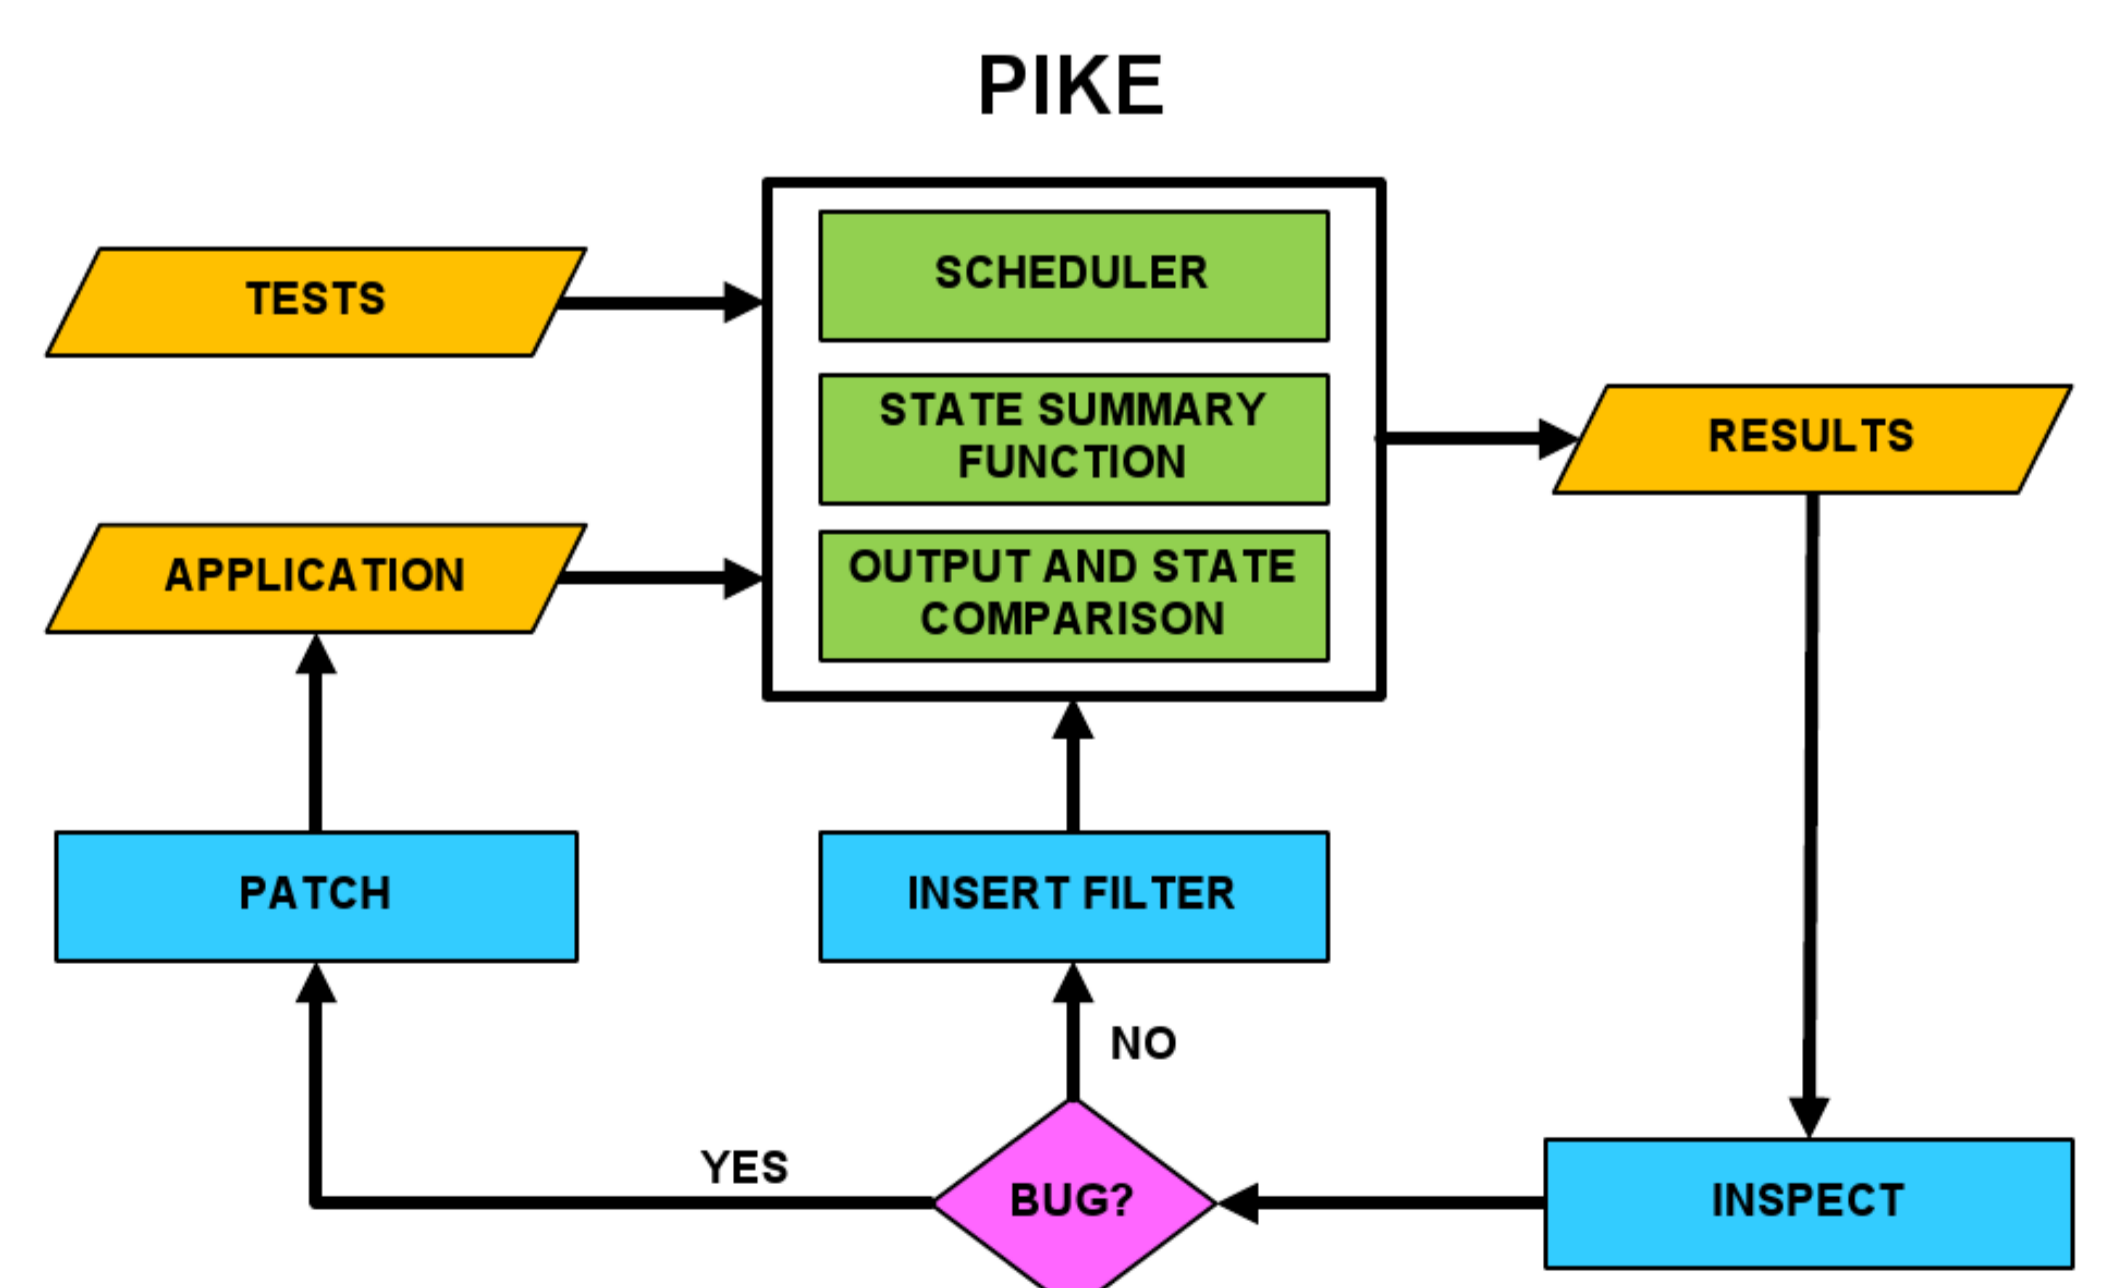 PIKE
TESTS
SCHEDULER
STATE SUMMARY
FUNCTION
RESULTS
APPLICATION
OUTPUT AND STATE
COMPARISON
PATCH
INSERT FILTER
NO
YES
BUG?
INSPECT